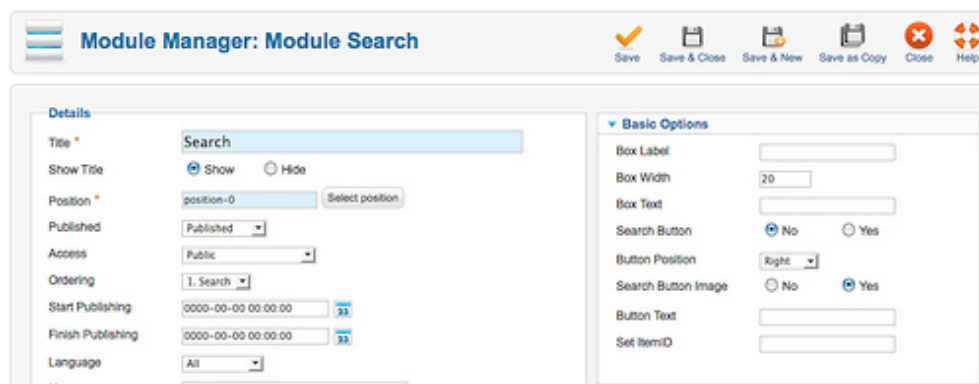 Module Manager: Module Search
Save
Save & Close
Save & New
Save as Copy
Close
Help
Details
Title *
Search
Show Title
Show
Hide
Position *
position-0
Select position
Published
Published
Access
Public
Ordering
1. Search
Start Publishing
0000-00-00 00:00:00
23
Finish Publishing
0000-00-00 00:00:00
23
Language
All
Basic Options
Box Label
Box Width
20
Box Text
Search Button
No
Yes
Button Position
Right
Search Button Image
No
Yes
Button Text
Set ItemID